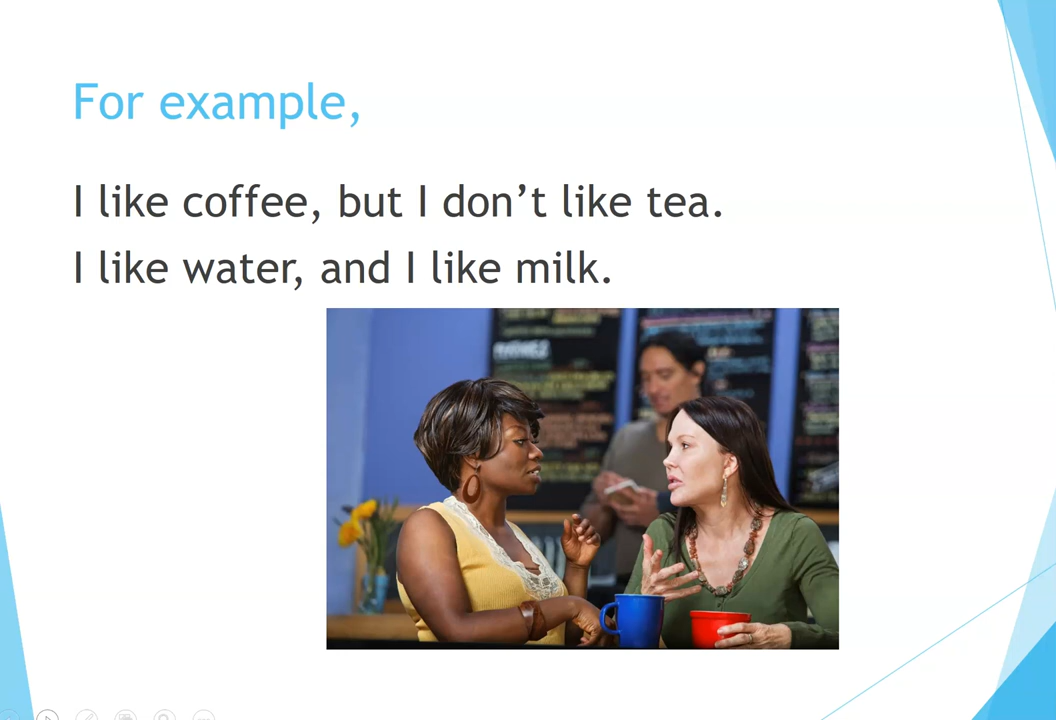 For example,
I like coffee, but I don’t like tea.
I like water, and I like milk.